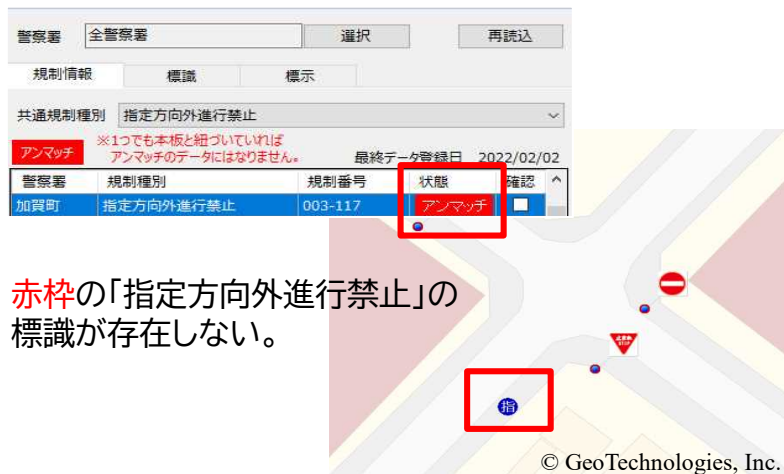 警察署 全警察署 選択 再読込
規制情報 標識 標示
共通規制種別 指定方向外進行禁止
アンマッチ ※1つでも本板と紐づいていれば
アンマッチのデータにはなりません。 最終データ登録日 2022/02/02
警察署 規制種別 規制番号 状態 確認
加賀町 指定方向外進行禁止 003-117 アンマッチ
赤枠の「指定方向外進行禁止」の
標識が存在しない。
止まれ
STOP
指
© GeoTechnologies, Inc.